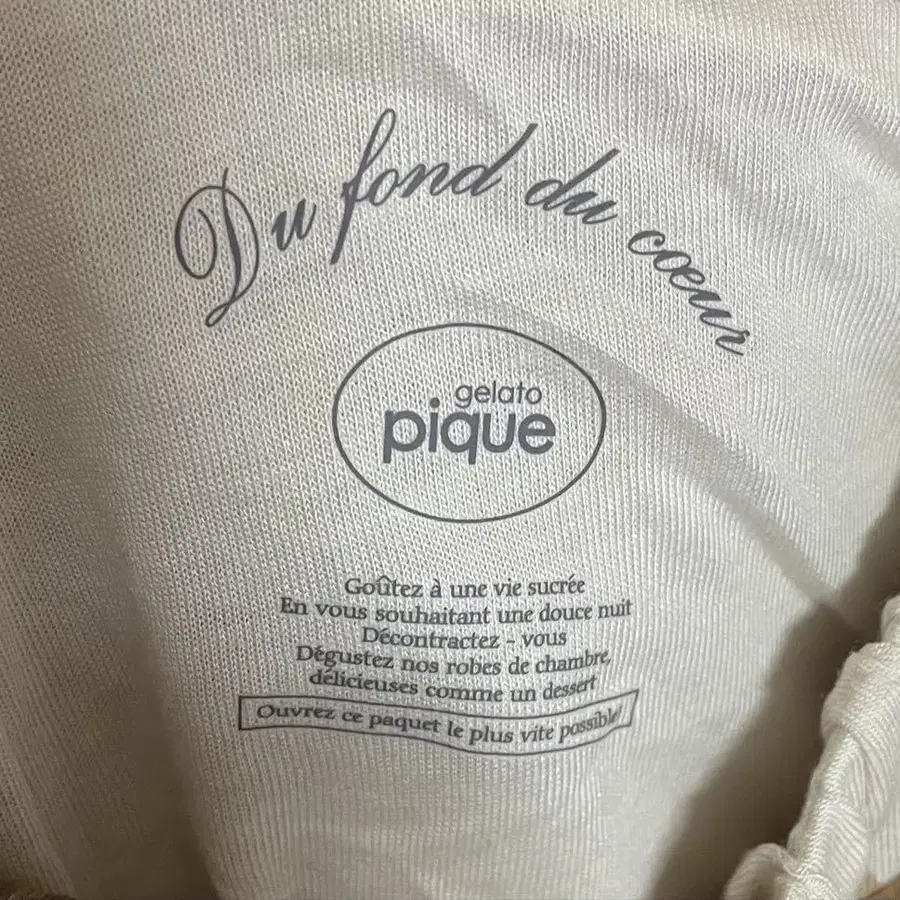 Du fond du cœur
gelato
pique
Goûtez à une vie sucrée
En vous souhaitant une douce nuit
Décontractez - vous
Dégustez nos robes de chambre,
délicieuses comme un dessert
Ouvrez ce paquet le plus vite possible!